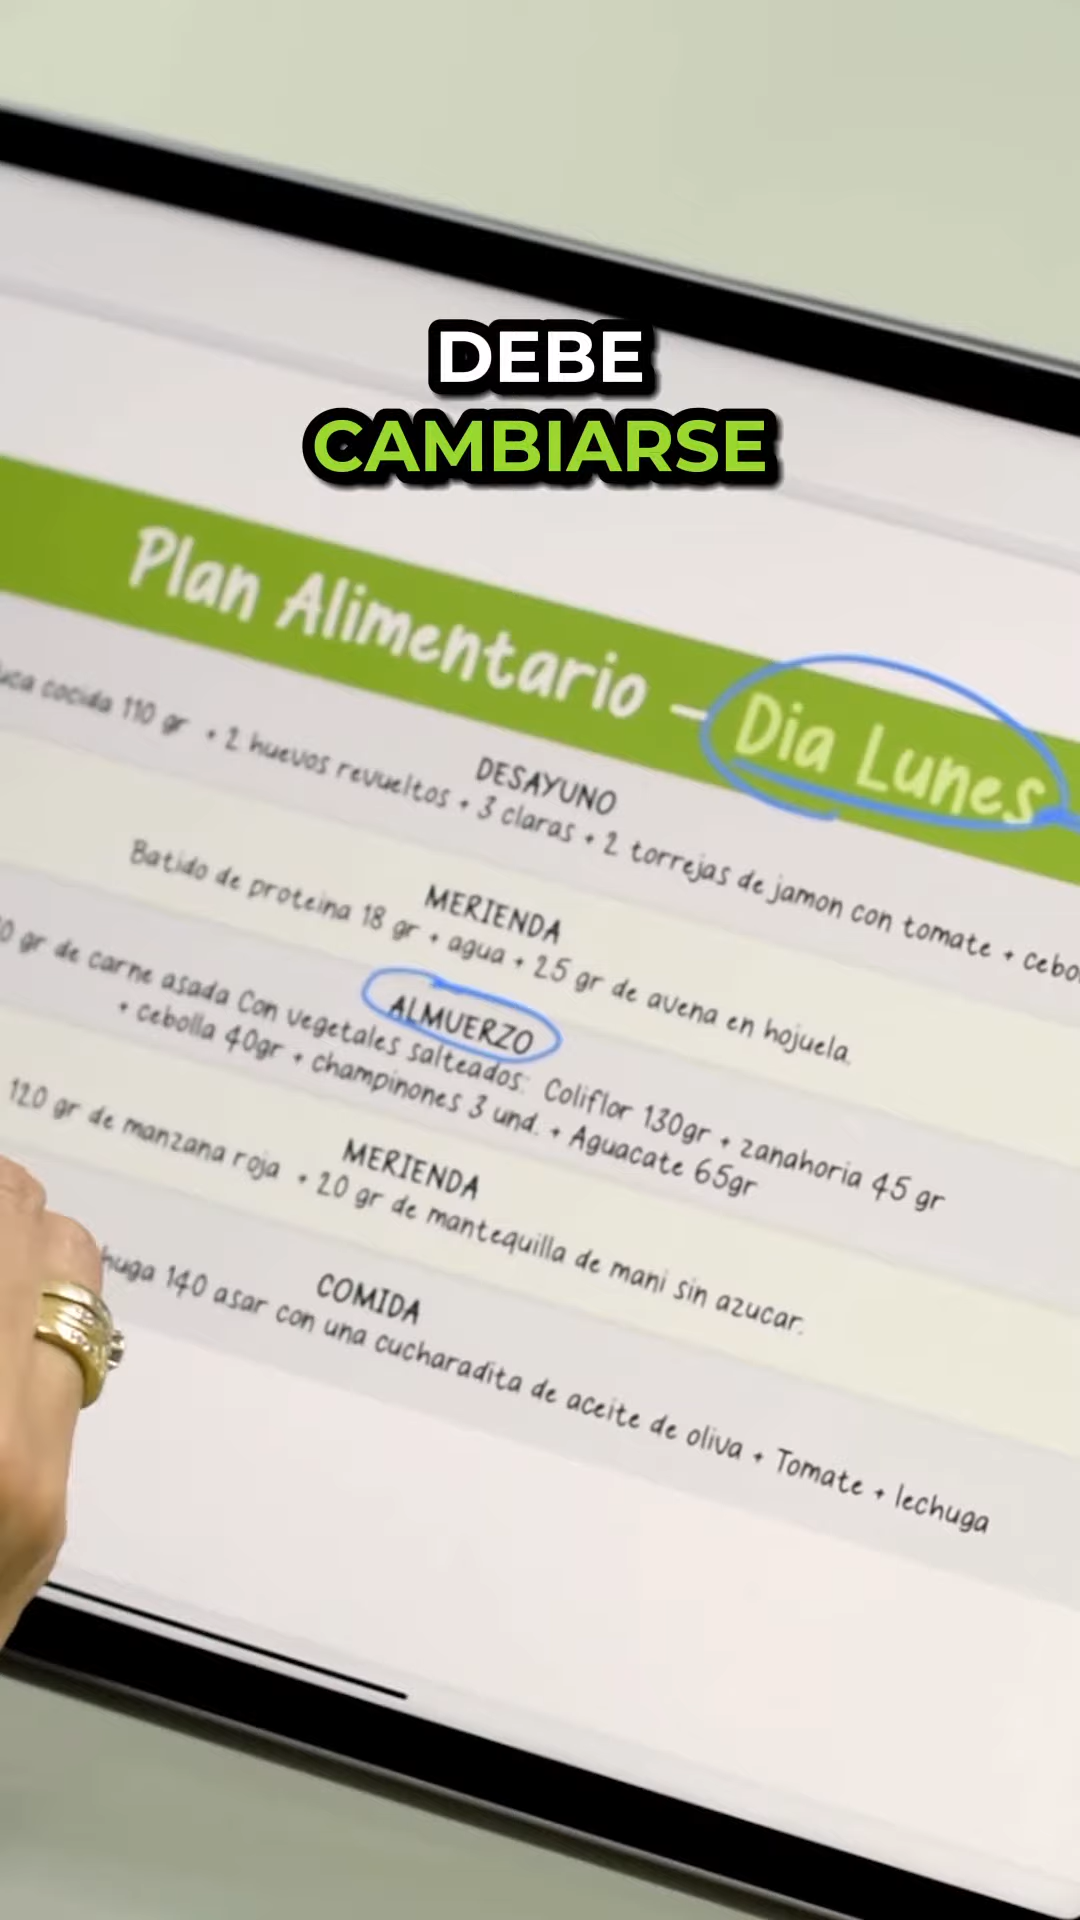 DEBE
CAMBIARSE
Plan Alimentario - Dia Lunes
DESAYUNO
cocida 110 gr + 2 huevos revueltos + 3 claras + 2 torrejas de jamon con tomate +
MERIENDA
Batido de proteina 18 gr + agua + 25 gr de avena en hojuela.
ALMUERZO
gr de carne asada Con vegetales salteados: Coliflor 130gr + zanahoria 45 gr
+ cebolla 40gr + champinones 3 und. + Aguacate 65gr
MERIENDA
120 gr de manzana roja + 20 gr de mantequilla de mani sin azucar.
COMIDA
140 asar con una cucharadita de aceite de oliva + Tomate + lechuga